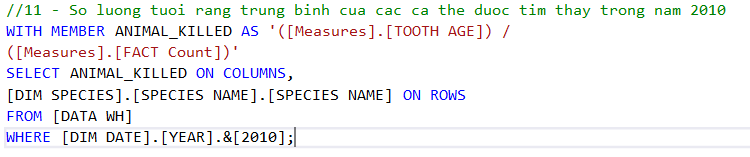 //11 - So luong tuoi rang trung binh cua cac ca the duoc tim thay trong nam 2010
WITH MEMBER ANIMAL_KILLED AS '([Measures].[TOOTH AGE]) /
([Measures].[FACT Count])'
SELECT ANIMAL_KILLED ON COLUMNS,
[DIM SPECIES].[SPECIES NAME].[SPECIES NAME] ON ROWS
FROM [DATA WH]
WHERE [DIM DATE].[YEAR].&[2010];